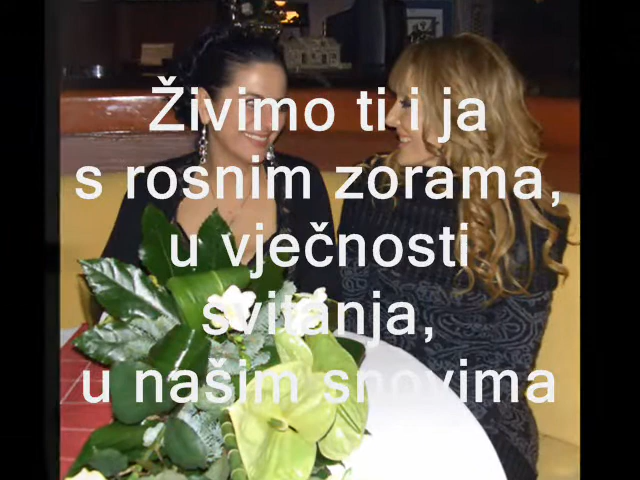 Živimo ti i ja
s rosnim zorama,
u vječnosti
svitanja,
u našim snovima